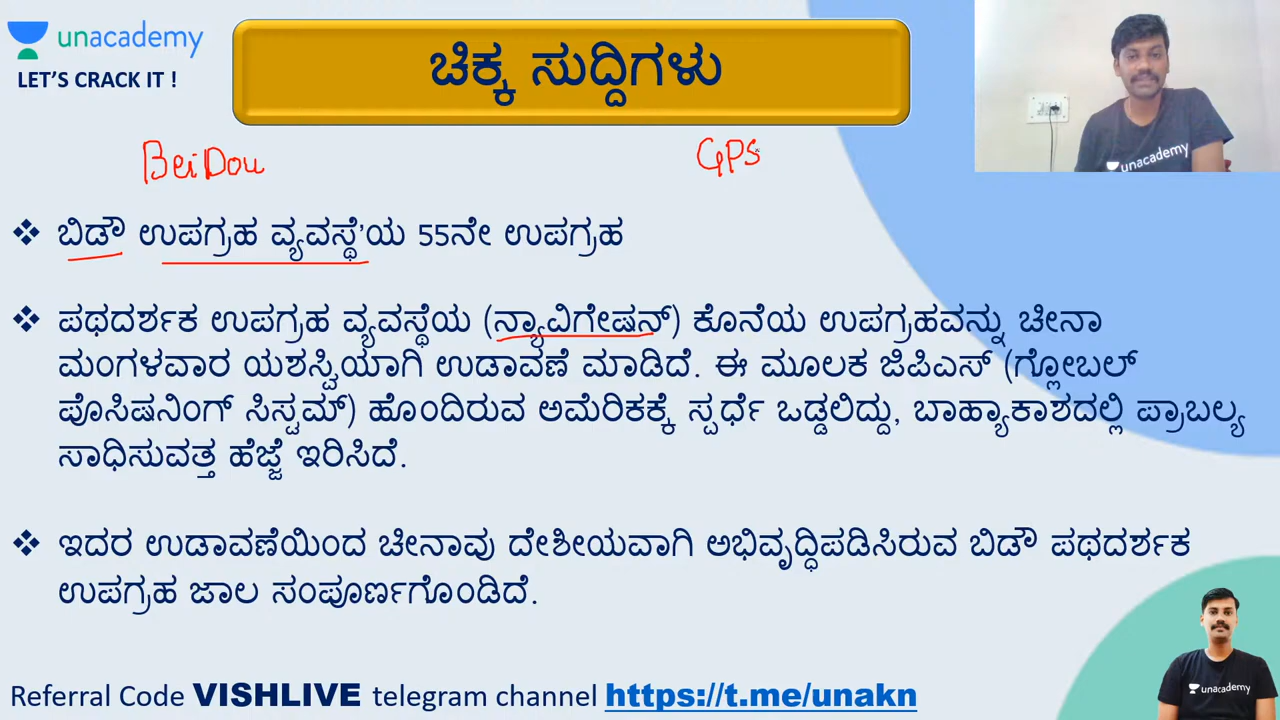 unacademy
LET'S CRACK IT !
ಚಿಕ್ಕ ಸುದ್ದಿಗಳು
unacademy
BeiDou
GPS
❖ ಬಿಡೌ ಉಪಗ್ರಹ ವ್ಯವಸ್ಥೆ'ಯ 55ನೇ ಉಪಗ್ರಹ
❖ ಪಥದರ್ಶಕ ಉಪಗ್ರಹ ವ್ಯವಸ್ಥೆಯ (ನ್ಯಾವಿಗೇಷನ್) ಕೊನೆಯ ಉಪಗ್ರಹವನ್ನು ಚೀನಾ
ಮಂಗಳವಾರ ಯಶಸ್ವಿಯಾಗಿ ಉಡಾವಣೆ ಮಾಡಿದೆ. ಈ ಮೂಲಕ ಜಿಪಿಎಸ್ (ಗ್ಲೋಬಲ್
ಪೊಸಿಷನಿಂಗ್ ಸಿಸ್ಟಮ್) ಹೊಂದಿರುವ ಅಮೆರಿಕಕ್ಕೆ ಸ್ಪರ್ಧೆ ಒಡ್ಡಲಿದ್ದು, ಬಾಹ್ಯಾಕಾಶದಲ್ಲಿ ಪ್ರಾಬಲ್ಯ
ಸಾಧಿಸುವತ್ತ ಹೆಜ್ಜೆ ಇರಿಸಿದೆ.
❖ ಇದರ ಉಡಾವಣೆಯಿಂದ ಚೀನಾವು ದೇಶೀಯವಾಗಿ ಅಭಿವೃದ್ಧಿಪಡಿಸಿರುವ ಬಿಡೌ ಪಥದರ್ಶಕ
ಉಪಗ್ರಹ ಜಾಲ ಸಂಪೂರ್ಣಗೊಂಡಿದೆ.
unacademy
Referral Code VISHLIVE telegram channel https://t.me/unakn